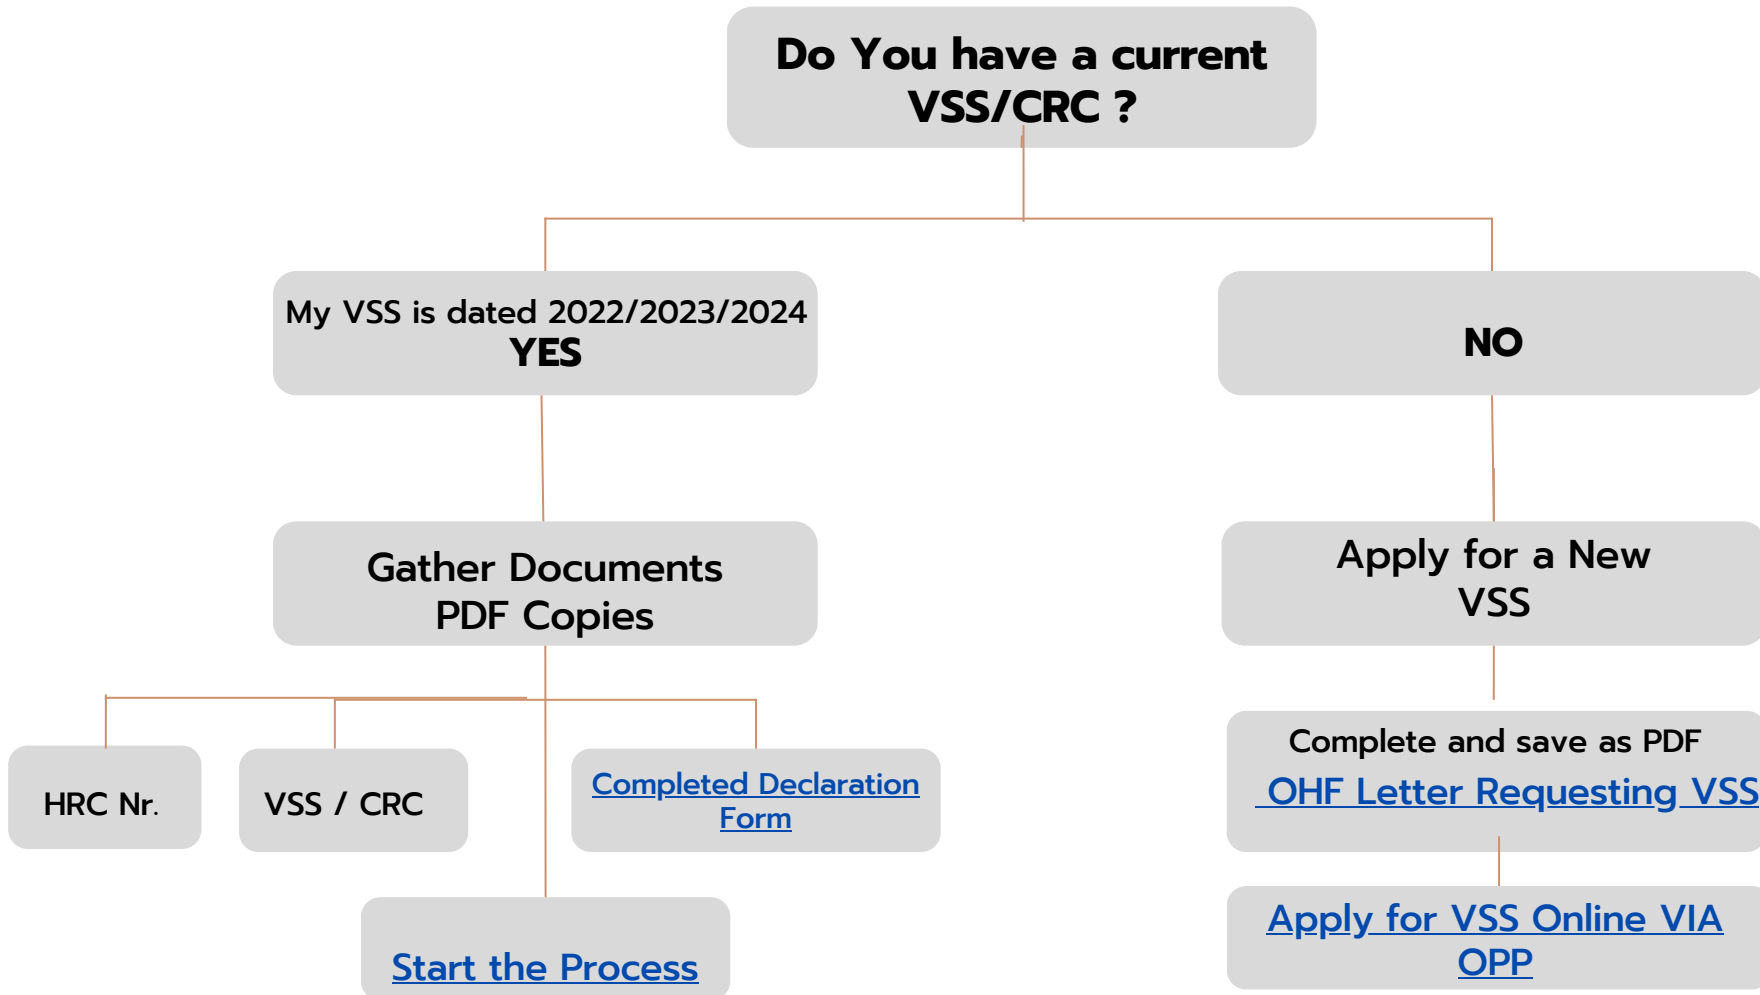 Do You have a current
VSS/CRC ?
My VSS is dated 2022/2023/2024
YES
NO
Gather Documents
PDF Copies
Apply for a New
VSS
HRC Nr.
VSS / CRC
Completed Declaration
Form
Complete and save as PDF
OHF Letter Requesting VSS
Start the Process
Apply for VSS Online VIA
OPP